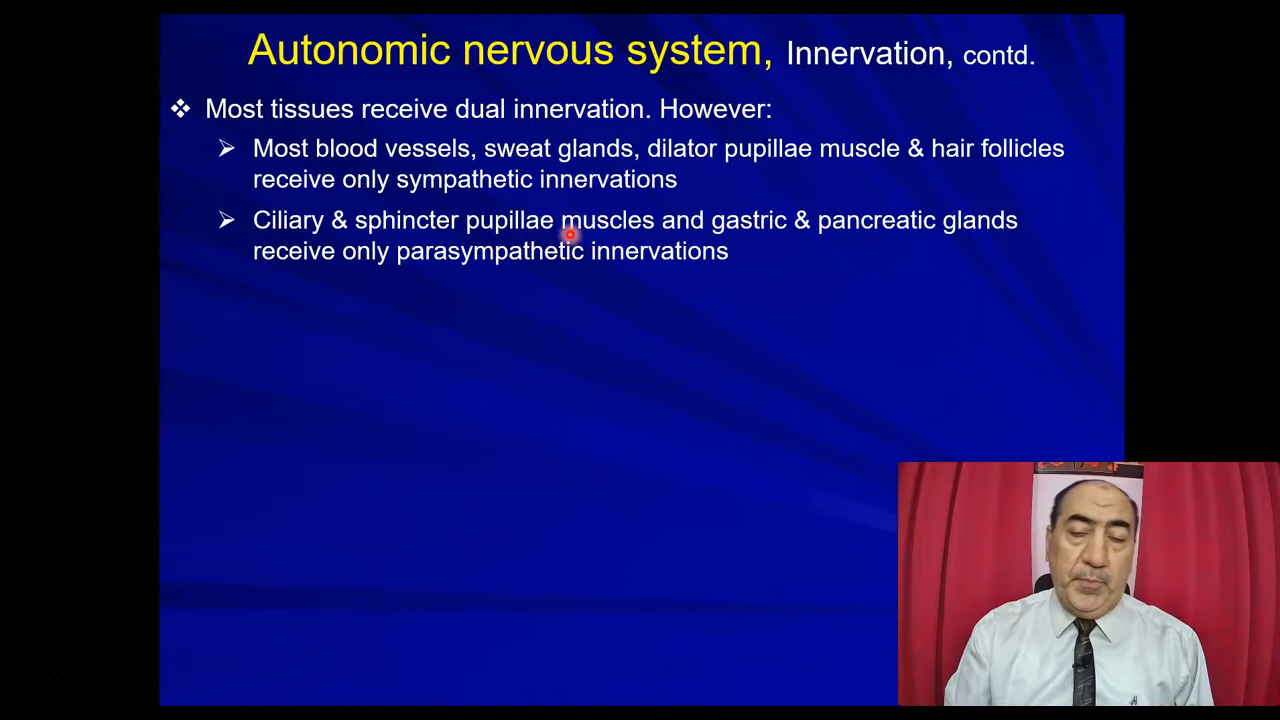 Autonomic nervous system, Innervation, contd.
❖ Most tissues receive dual innervation. However:
➢ Most blood vessels, sweat glands, dilator pupillae muscle & hair follicles
receive only sympathetic innervations
➢ Ciliary & sphincter pupillae muscles and gastric & pancreatic glands
receive only parasympathetic innervations